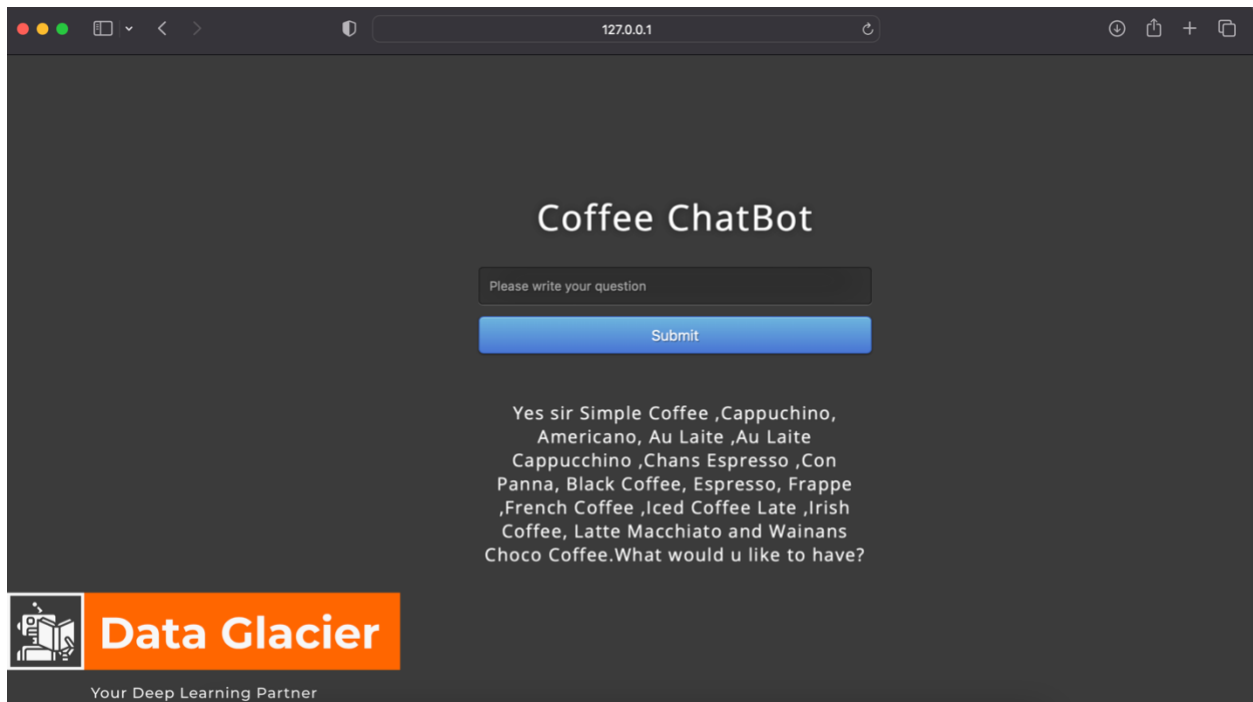 127.0.0.1
Coffee ChatBot
Please write your question
Submit
Yes sir Simple Coffee ,Cappuchino,
Americano, Au Laite ,Au Laite
Cappucchino ,Chans Espresso ,Con
Panna, Black Coffee, Espresso, Frappe
,French Coffee ,Iced Coffee Late ,Irish
Coffee, Latte Macchiato and Wainans
Choco Coffee.What would u like to have?
Data Glacier
Your Deep Learning Partner